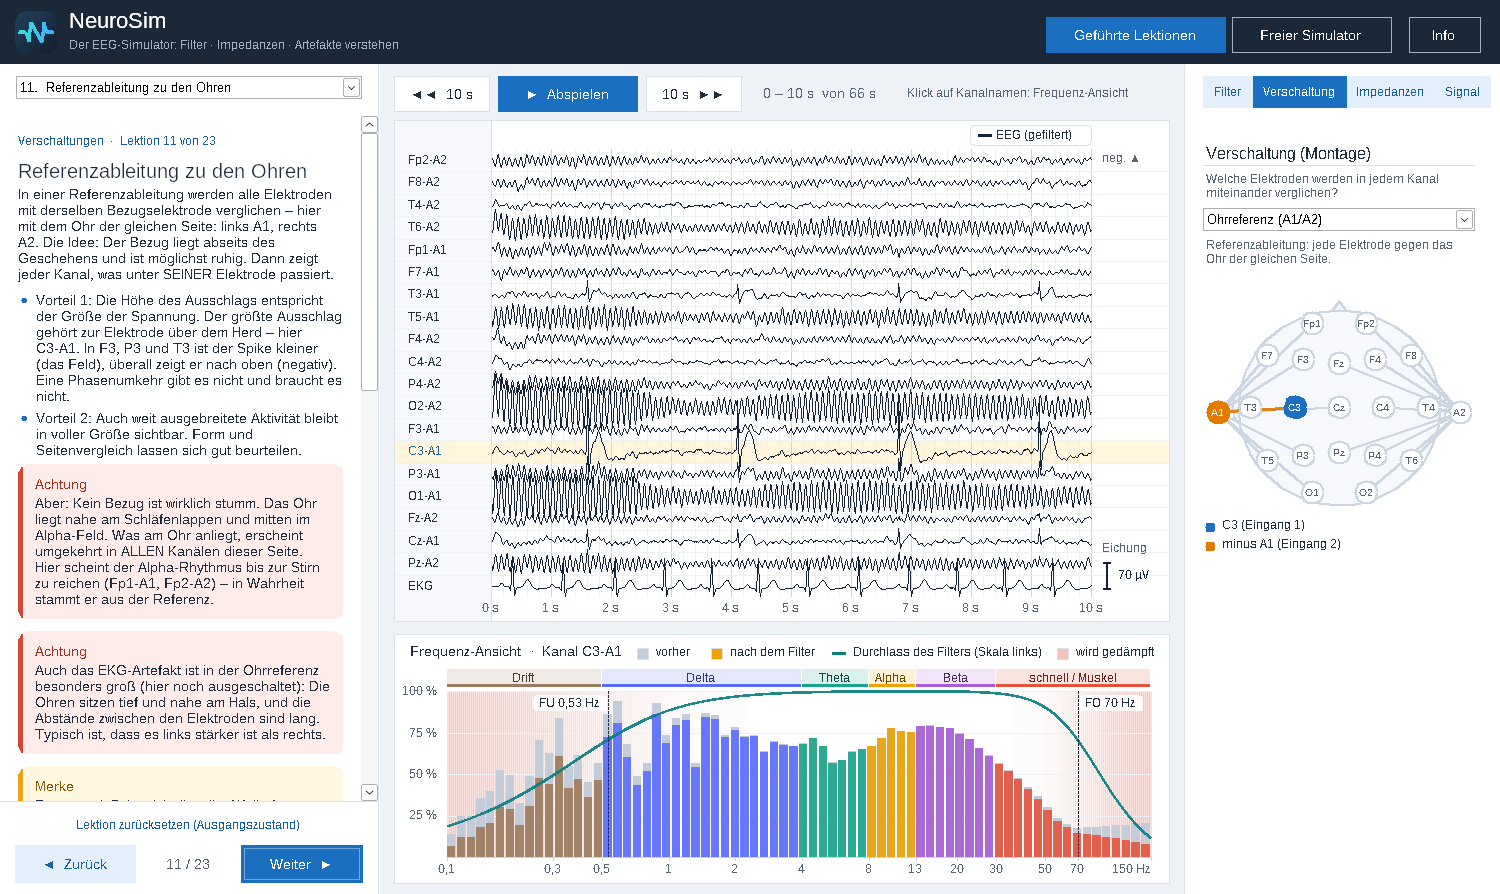 NeuroSim
Der EEG-Simulator: Filter · Impedanzen · Artefakte verstehen
Geführte Lektionen
Freier Simulator
Info
11. Referenzableitung zu den Ohren
Verschaltungen · Lektion 11 von 23
Referenzableitung zu den Ohren
In einer Referenzableitung werden alle Elektroden
mit derselben Bezugselektrode verglichen – hier
mit dem Ohr der gleichen Seite: links A1, rechts
A2. Die Idee: Der Bezug liegt abseits des
Geschehens und ist möglichst ruhig. Dann zeigt
jeder Kanal, was unter SEINER Elektrode passiert.
Vorteil 1: Die Höhe des Ausschlags entspricht
der Größe der Spannung. Der größte Ausschlag
gehört zur Elektrode über dem Herd – hier
C3-A1. In F3, P3 und T3 ist der Spike kleiner
(das Feld), überall zeigt er nach oben (negativ).
Eine Phasenumkehr gibt es nicht und braucht es
nicht.
Vorteil 2: Auch weit ausgebreitete Aktivität bleibt
in voller Größe sichtbar. Form und
Seitenvergleich lassen sich gut beurteilen.
Achtung
Aber: Kein Bezug ist wirklich stumm. Das Ohr
liegt nahe am Schläfenlappen und mitten im
Alpha-Feld. Was am Ohr anliegt, erscheint
umgekehrt in ALLEN Kanälen dieser Seite.
Hier scheint der Alpha-Rhythmus bis zur Stirn
zu reichen (Fp1-A1, Fp2-A2) – in Wahrheit
stammt er aus der Referenz.
Achtung
Auch das EKG-Artefakt ist in der Ohrreferenz
besonders groß (hier noch ausgeschaltet): Die
Ohren sitzen tief und nahe am Hals, und die
Abstände zwischen den Elektroden sind lang.
Typisch ist, dass es links stärker ist als rechts.
Merke
Lektion zurücksetzen (Ausgangszustand)
◄ Zurück
11 / 23
Weiter ►
◄◄ 10 s
► Abspielen
10 s ►►
0 – 10 s von 66 s
Klick auf Kanalnamen: Frequenz-Ansicht
EEG (gefiltert)
neg. ▲
Fp2-A2
F8-A2
T4-A2
T6-A2
Fp1-A1
F7-A1
T3-A1
T5-A1
F4-A2
C4-A2
P4-A2
O2-A2
F3-A1
C3-A1
P3-A1
O1-A1
Fz-A2
Cz-A1
Pz-A2
EKG
Eichung
70 µV
0 s 1 s 2 s 3 s 4 s 5 s 6 s 7 s 8 s 9 s 10 s
Frequenz-Ansicht · Kanal C3-A1
vorher
nach dem Filter
Durchlass des Filters (Skala links)
wird gedämpft
Drift Delta Theta Alpha Beta schnell / Muskel
100 %
75 %
50 %
25 %
FU 0,53 Hz
FO 70 Hz
0,1 0,3 0,5 1 2 4 8 13 20 30 50 70 150 Hz
Filter
Verschaltung
Impedanzen
Signal
Verschaltung (Montage)
Welche Elektroden werden in jedem Kanal
miteinander verglichen?
Ohrreferenz (A1/A2)
Referenzableitung: jede Elektrode gegen das
Ohr der gleichen Seite.
Fp1 Fp2
F7 F3 Fz F4 F8
A1 T3 C3 Cz C4 T4 A2
T5 P3 Pz P4 T6
O1 O2
C3 (Eingang 1)
minus A1 (Eingang 2)